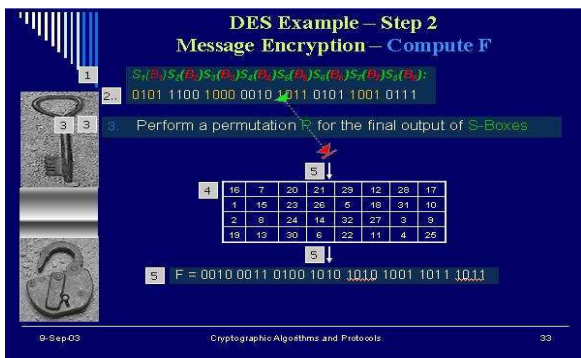 DES Example – Step 2
Message Encryption – Compute F
1
S₁(B₁)S₂(B₂)S₃(B₃)S₄(B₄)S₅(B₅)S₆(B₆)S₇(B₇)S₈(B₈):
2.. 0101 1100 1000 0010 1011 0101 1001 0111
3 3 3. Perform a permutation P for the final output of S-Boxes
5
4 16 7 20 21 29 12 28 17
1 15 23 26 5 18 31 10
2 8 24 14 32 27 3 9
19 13 30 6 22 11 4 25
5
5 F = 0010 0011 0100 1010 1010 1001 1011 1011
9-Sep-03 Cryptographic Algorithms and Protocols 33